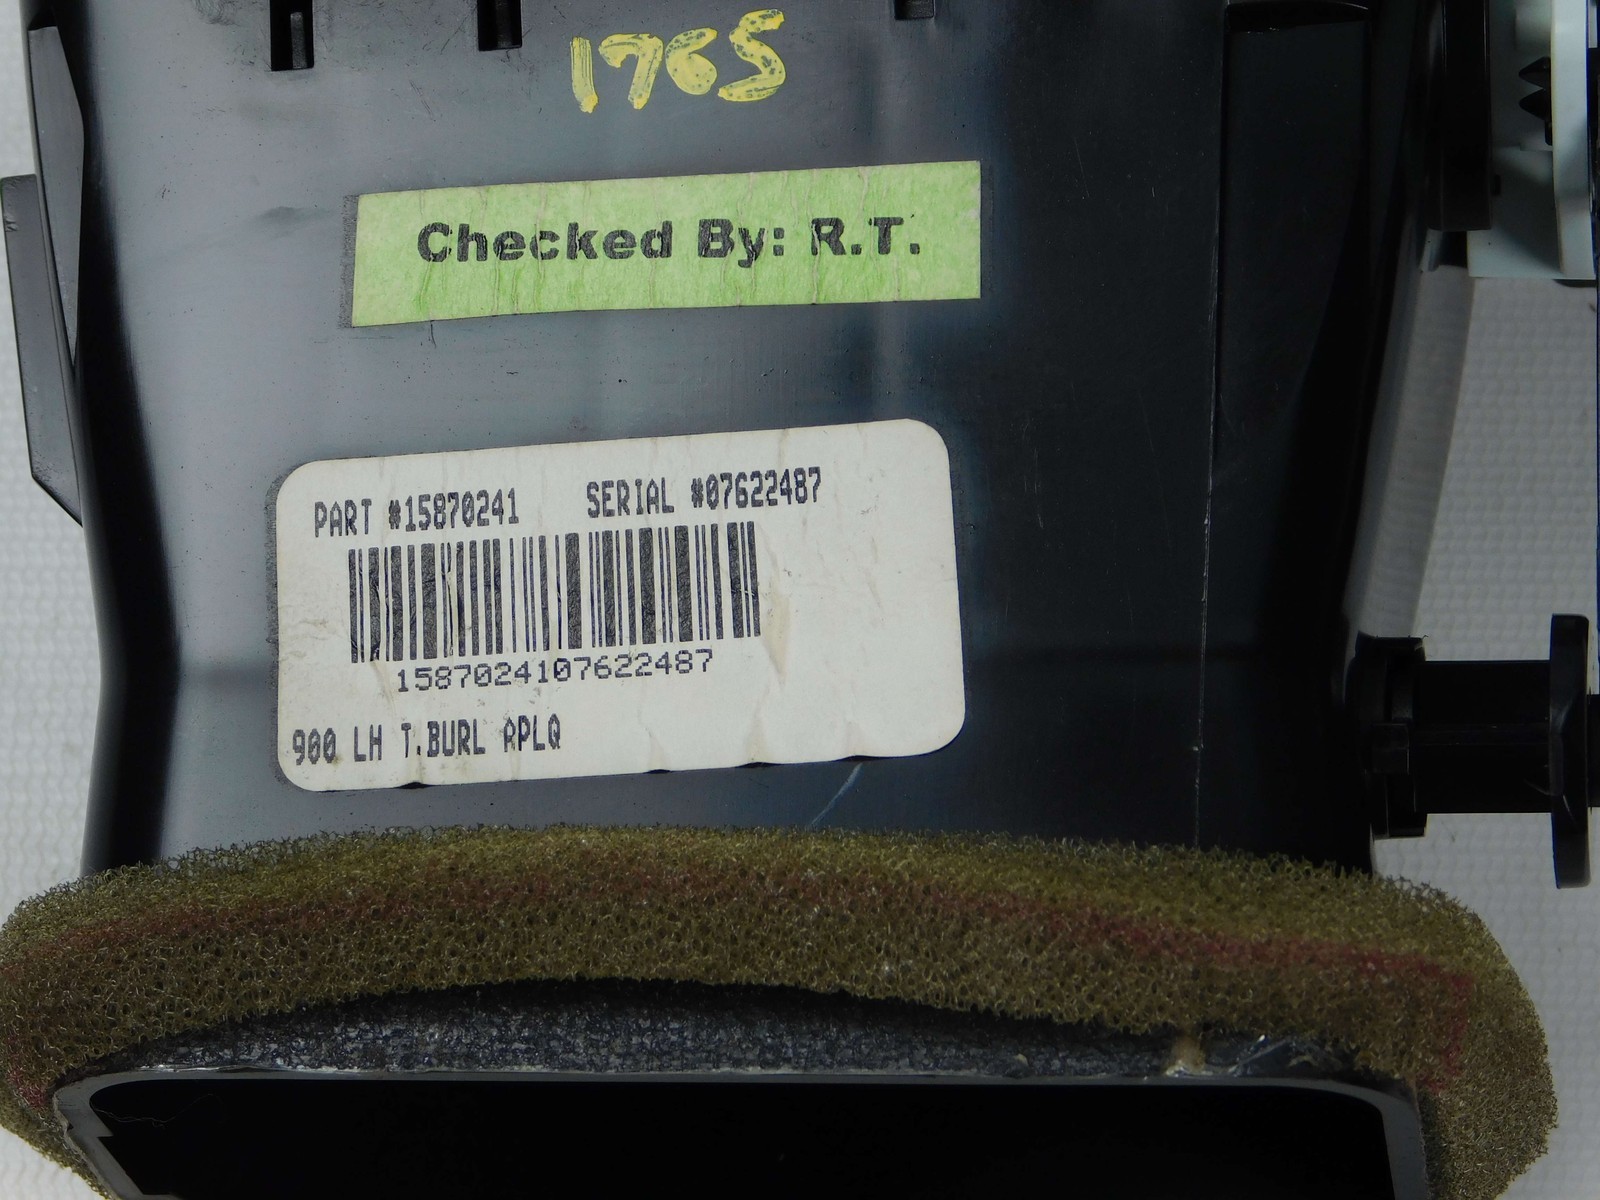 1765
Checked By: R.T.
PART #15870241 SERIAL #07622487
1587024107622487
900 LH T.BURL APLQ